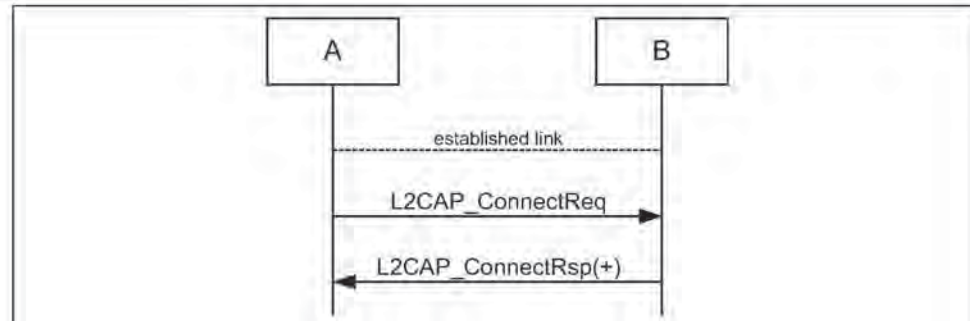 A
B
established link
L2CAP_ConnectReq
L2CAP_ConnectRsp(+)